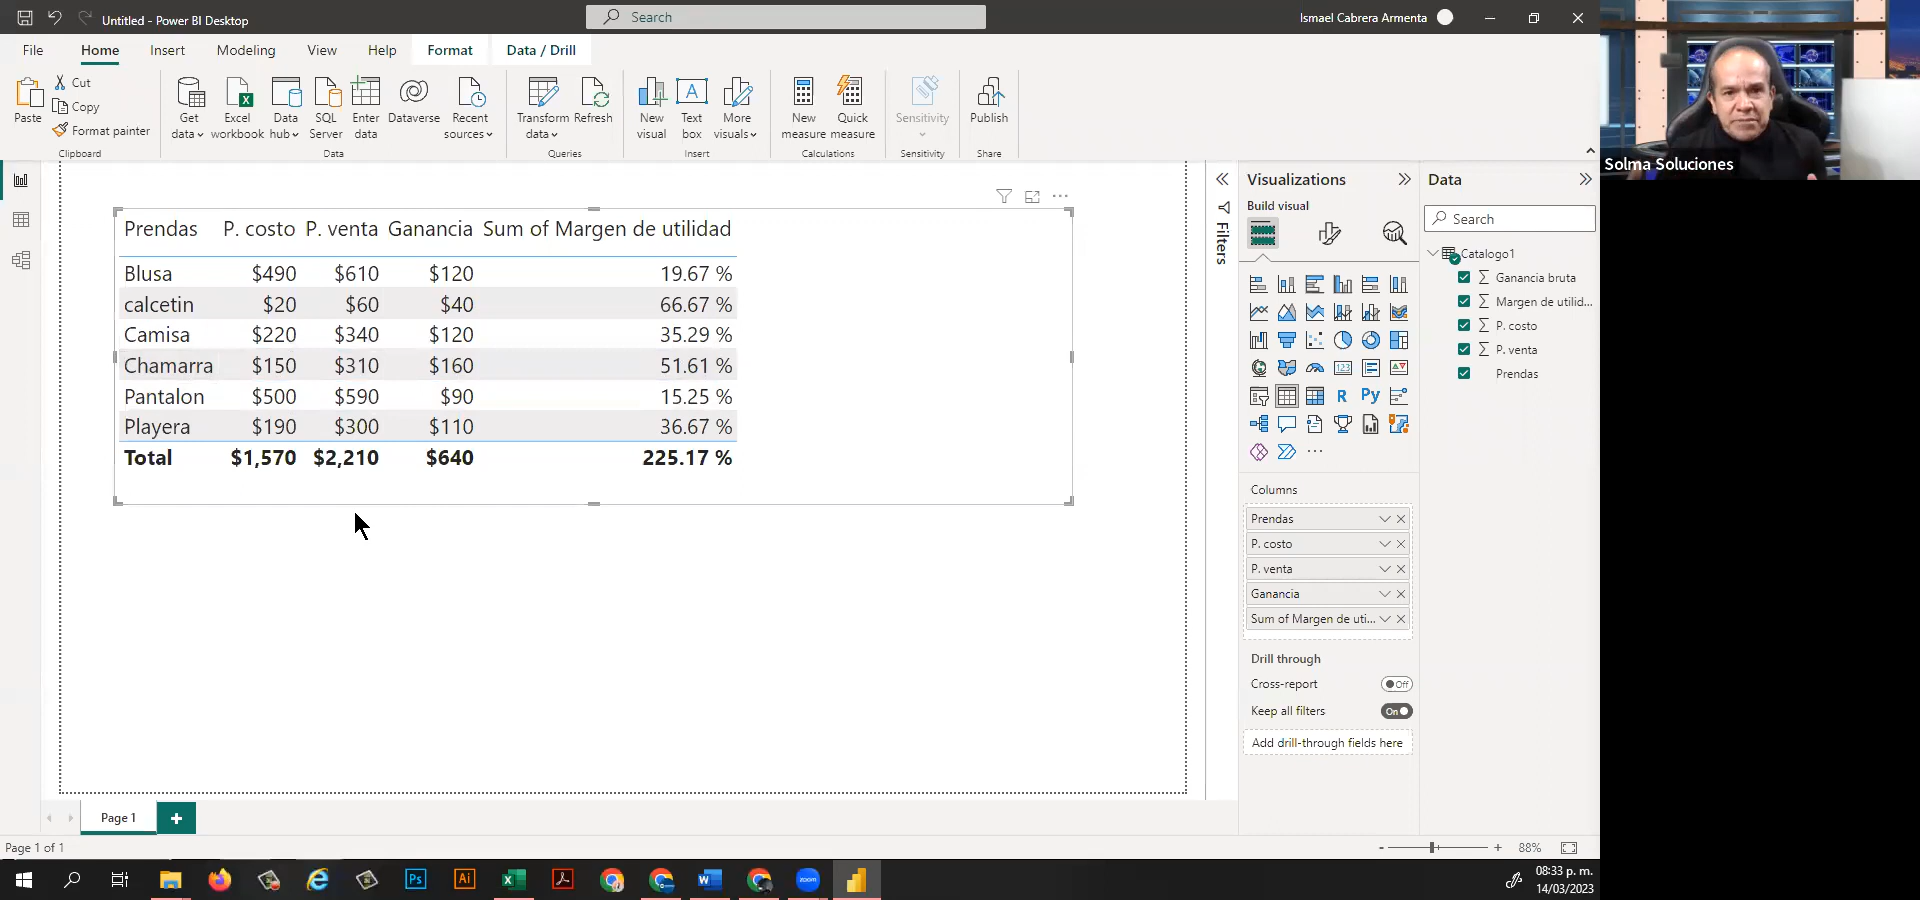 Untitled - Power BI Desktop
Search
Ismael Cabrera Armenta
File Home Insert Modeling View Help Format Data / Drill
Paste
Cut
Copy
Format painter
Clipboard
Get data
Excel workbook
Data hub
SQL Server
Enter data
Dataverse
Recent sources
Data
Transform data
Refresh
Queries
New visual
A
Text box
More visuals
Insert
New measure
Quick measure
Calculations
Sensitivity
Sensitivity
Publish
Share
Solma Soluciones
Prendas P. costo P. venta Ganancia Sum of Margen de utilidad
Blusa $490 $610 $120 19.67 %
calcetin $20 $60 $40 66.67 %
Camisa $220 $340 $120 35.29 %
Chamarra $150 $310 $160 51.61 %
Pantalon $500 $590 $90 15.25 %
Playera $190 $300 $110 36.67 %
Total $1,570 $2,210 $640 225.17 %
Filters
Visualizations
Build visual
123
R
Py
...
Columns
Prendas
P. costo
P. venta
Ganancia
Sum of Margen de uti...
Drill through
Cross-report
Off
Keep all filters
On
Add drill-through fields here
Data
Search
Catalogo1
Σ Ganancia bruta
Σ Margen de utilid...
Σ P. costo
Σ P. venta
Prendas
Page 1
+
Page 1 of 1
- + 88%
Ps
Ai
zoom
08:33 p. m.
14/03/2023